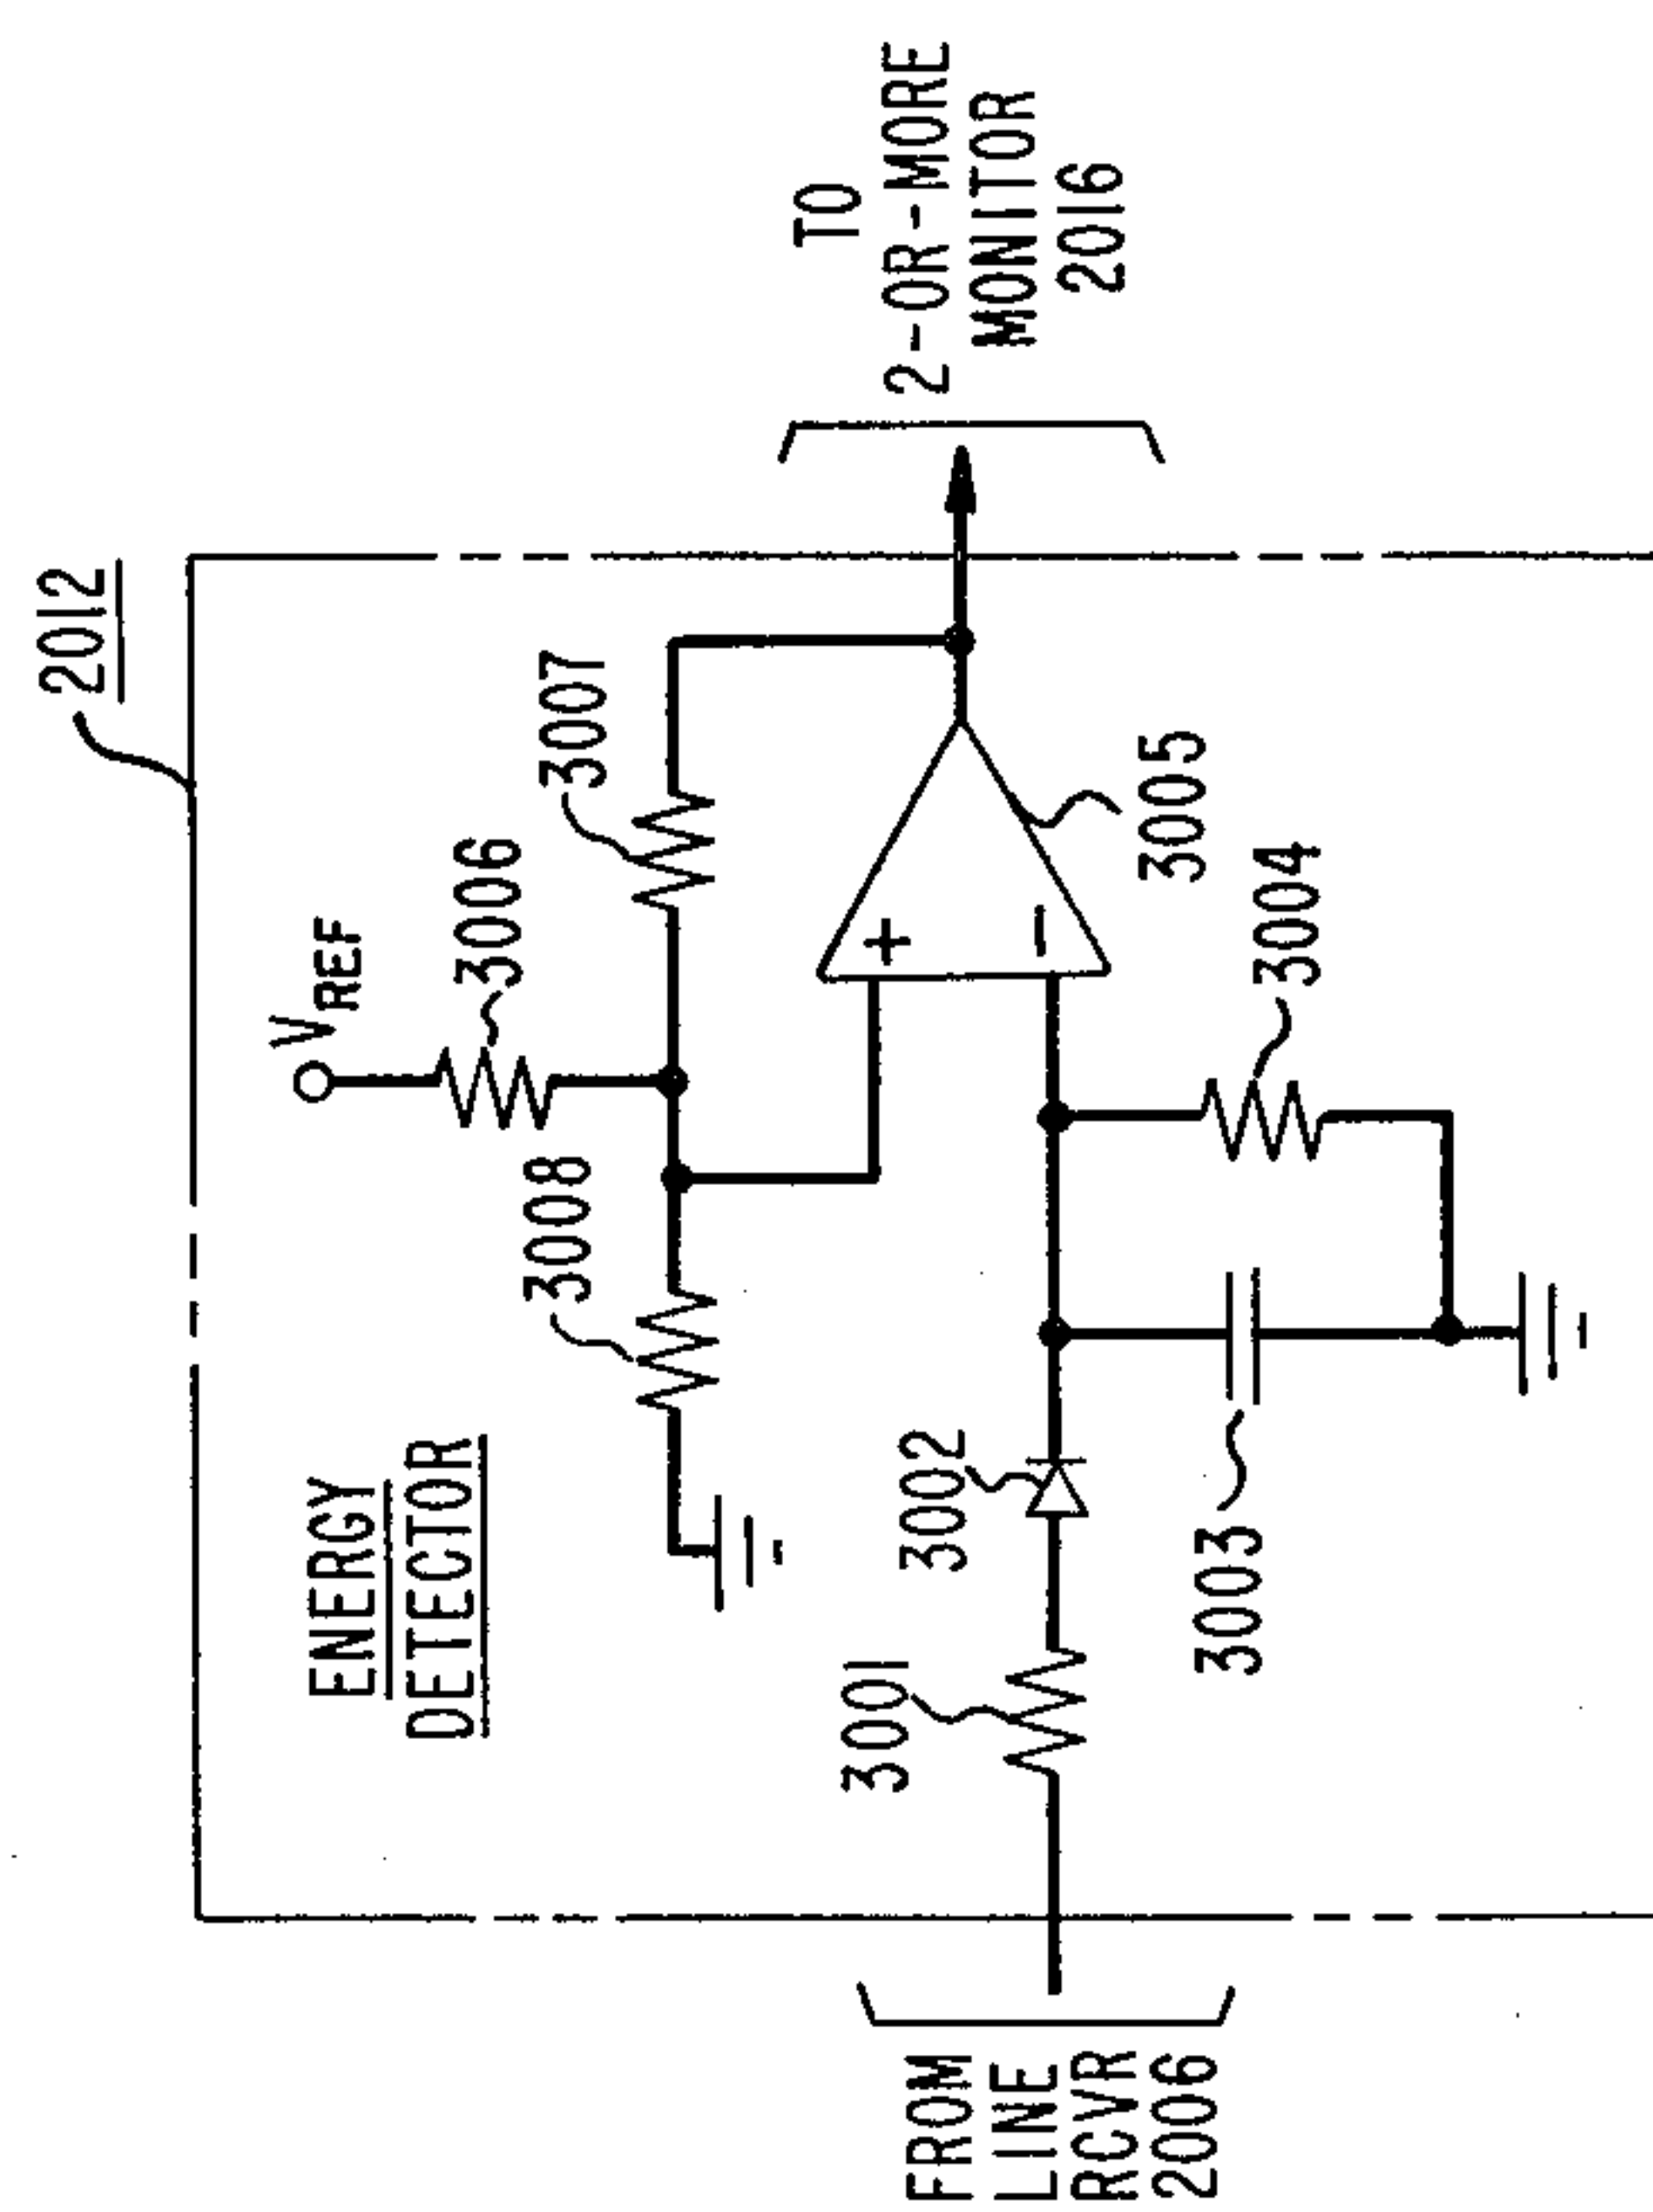 2012
ENERGY
DETECTOR
VREF
3006
3007
3008
3005
3004
3002
3001
3003
FROM
LINE
RCVR
2006
TO
2-OR-MORE
MONITOR
2016
+
−